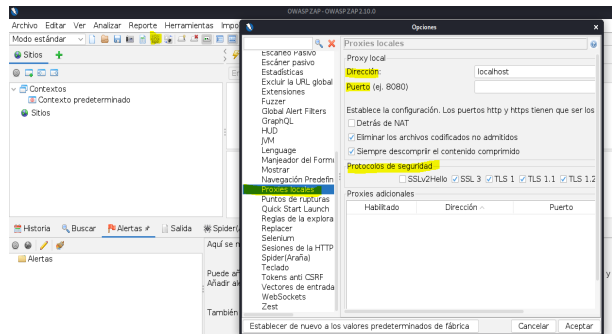 OWASP ZAP - OWASP ZAP 2.10.0
Archivo Editar Ver Analizar Reporte Herramientas Impo
Modo estándar
Sitios
Contextos
Contexto predeterminado
Sitios
Historia Buscar Alertas Salida Spider(
Alertas
Aquí se m
Puede añ
Añadir ale
También
Opciones
Escaneo Pasivo
Escáner pasivo
Estadísticas
Excluir la URL global
Extensiones
Fuzzer
Global Alert Filters
GraphQL
HUD
JVM
Lenguage
Manjeador del Formu
Mostrar
Navegación Predefin
Proxies locales
Puntos de rupturas
Quick Start Launch
Reglas de la explora
Replacer
Selenium
Sesiones de la HTTP
Spider(Araña)
Teclado
Tokens anti CSRF
Vectores de entrada
WebSockets
Zest
Proxies locales
Proxy local
Dirección: localhost
Puerto (ej. 8080)
Establece la configuración. Los puertos http y https tienen que ser los
Detrás de NAT
Eliminar los archivos codificados no admitidos
Siempre descomprir el contenido comprimido
Protocolos de seguridad
SSLv2Hello SSL 3 TLS 1 TLS 1.1 TLS 1.2
Proxies adicionales
Habilitado Dirección Puerto
y
Establecer de nuevo a los valores predeterminados de fábrica Cancelar Aceptar